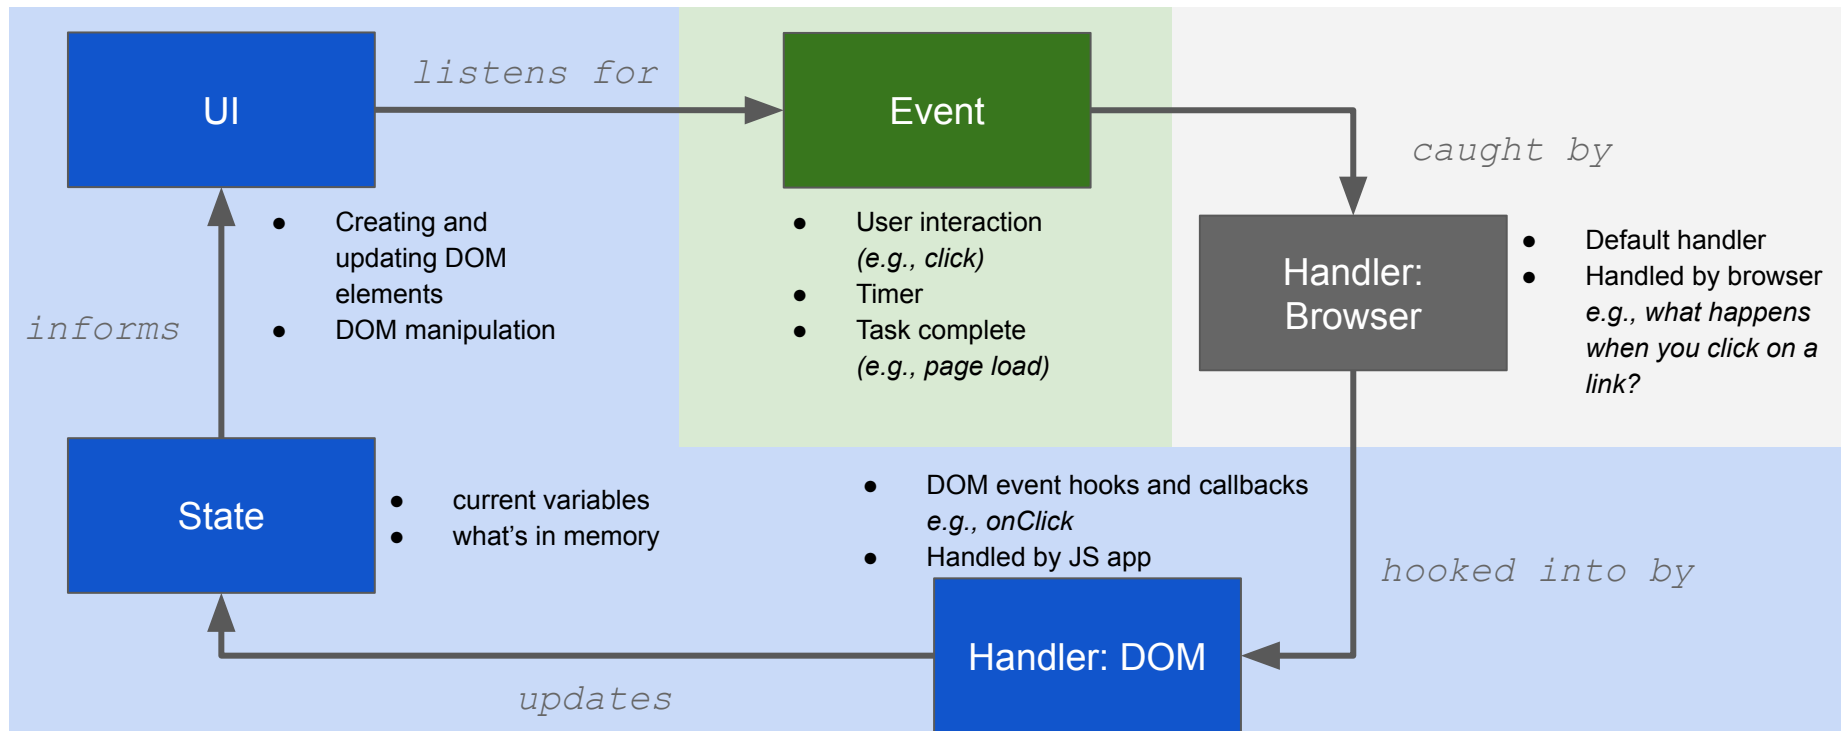 UI
listens for
Event
caught by
● Creating and
updating DOM
elements
● DOM manipulation
● User interaction
(e.g., click)
● Timer
● Task complete
(e.g., page load)
Handler:
Browser
● Default handler
● Handled by browser
e.g., what happens
when you click on a
link?
informs
State
● current variables
● what's in memory
● DOM event hooks and callbacks
e.g., onClick
● Handled by JS app
hooked into by
Handler: DOM
updates